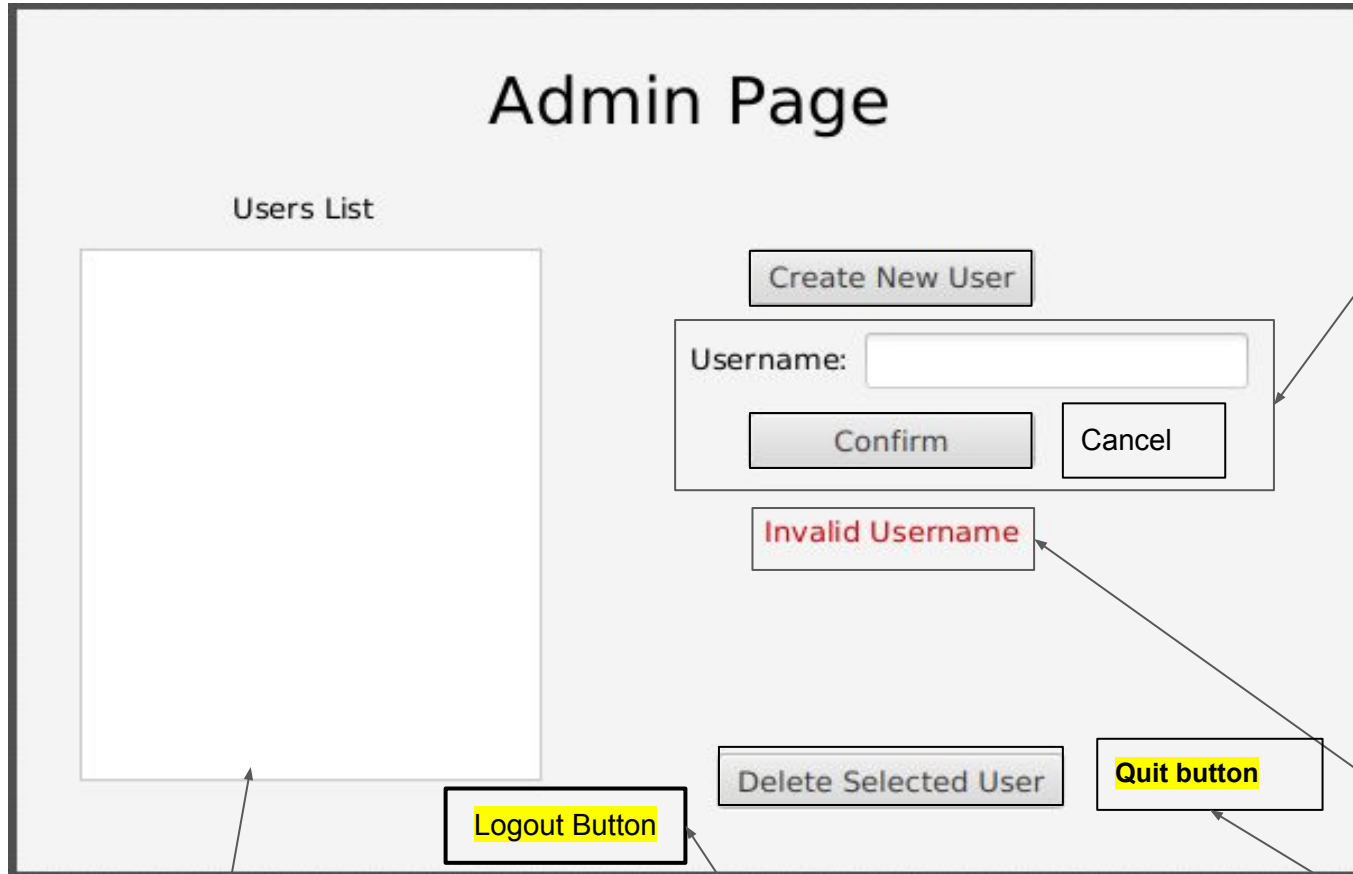 Admin Page
Users List
Create New User
Username:
Confirm
Cancel
Invalid Username
Delete Selected User
Quit button
Logout Button